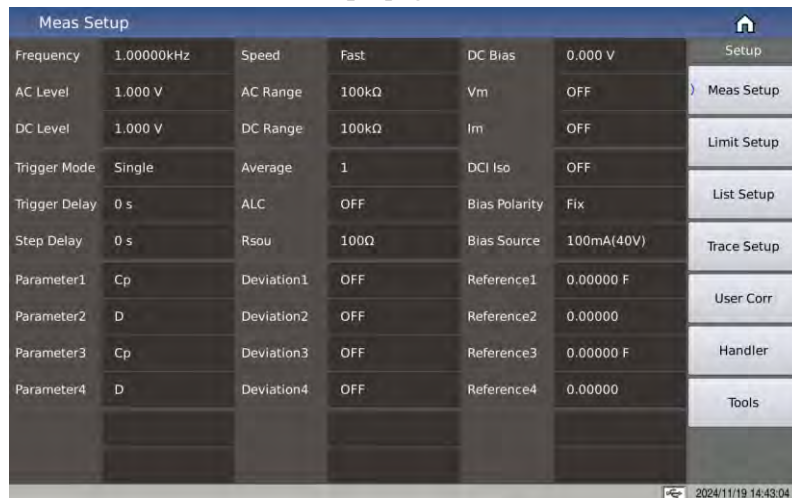 Meas Setup
Frequency 1.00000kHz Speed Fast DC Bias 0.000 V Setup
AC Level 1.000 V AC Range 100kΩ Vm OFF Meas Setup
DC Level 1.000 V DC Range 100kΩ Im OFF Limit Setup
Trigger Mode Single Average 1 DCI Iso OFF
Trigger Delay 0 s ALC OFF Bias Polarity Fix List Setup
Step Delay 0 s Rsou 100Ω Bias Source 100mA(40V) Trace Setup
Parameter1 Cp Deviation1 OFF Reference1 0.00000 F User Corr
Parameter2 D Deviation2 OFF Reference2 0.00000
Parameter3 Cp Deviation3 OFF Reference3 0.00000 F Handler
Parameter4 D Deviation4 OFF Reference4 0.00000 Tools
2024/11/19 14:43:04